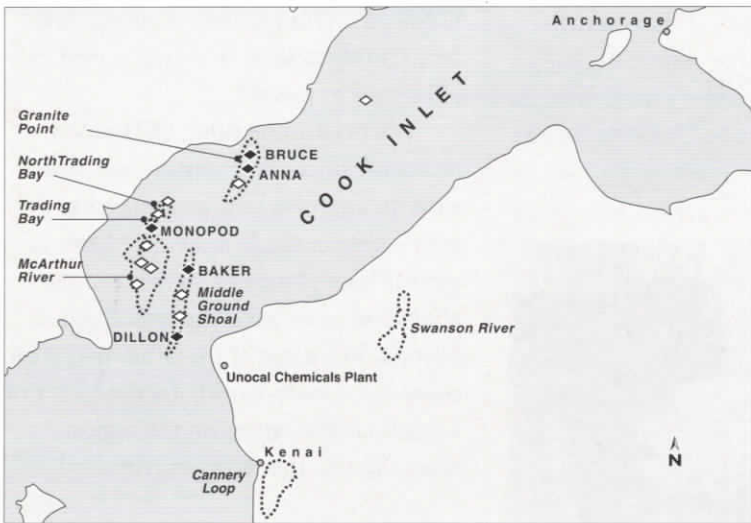 Anchorage
Granite
Point
NorthTrading
Bay
Trading
Bay
McArthur
River
BRUCE
ANNA
COOK INLET
MONOPOD
BAKER
Middle
Ground
Shoal
DILLON
Swanson River
Unocal Chemicals Plant
Kenai
Cannery
Loop
N